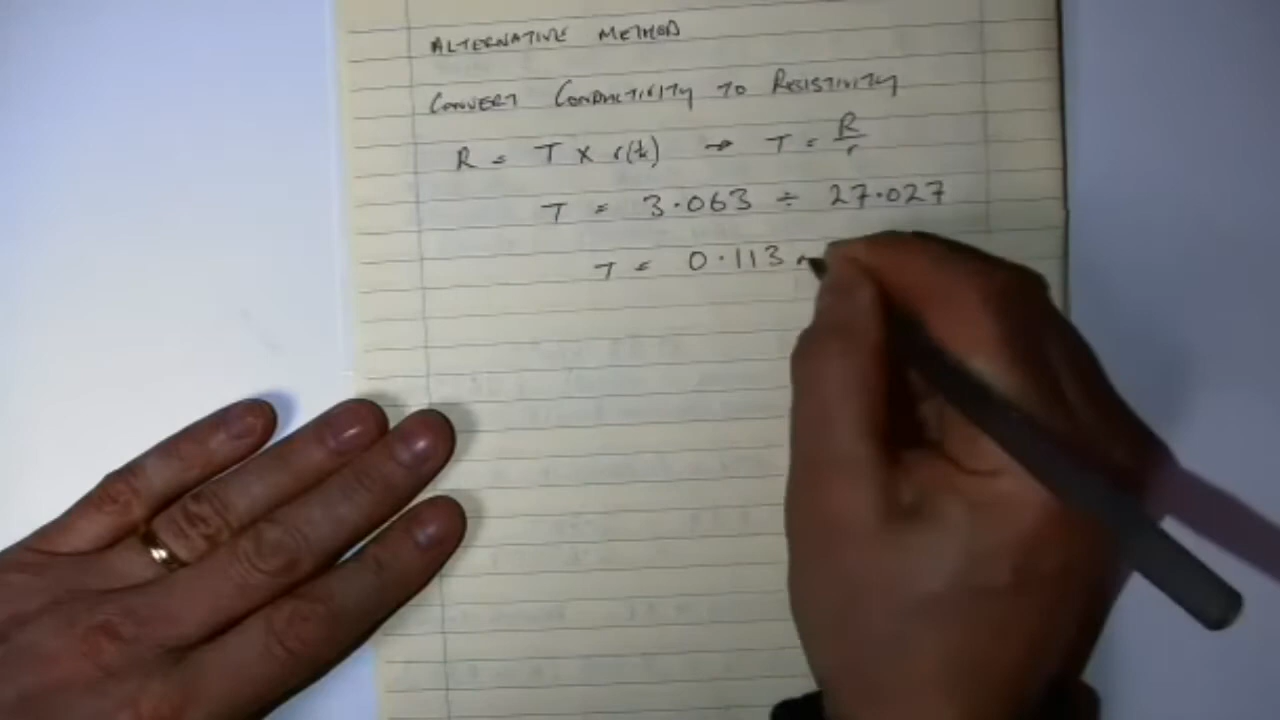 ALTERNATIVE METHOD
CONVERT CONDUCTIVITY TO RESISTIVITY
R = T x r(k) → T = R/r
T = 3.063 ÷ 27.027
T = 0.113